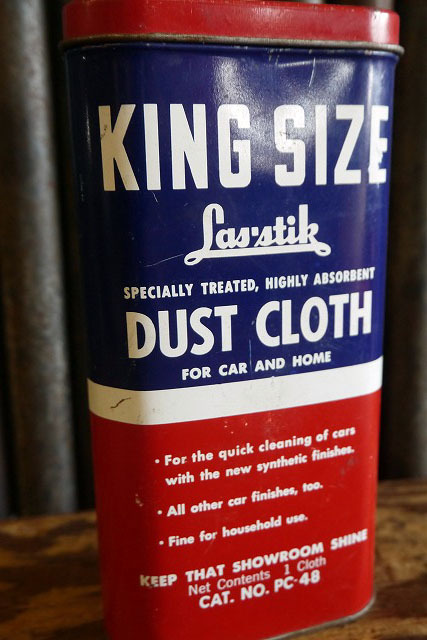 KING SIZE
Las-stik
SPECIALLY TREATED, HIGHLY ABSORBENT
DUST CLOTH
FOR CAR AND HOME
• For the quick cleaning of cars
with the new synthetic finishes.
• All other car finishes, too.
• Fine for household use.
KEEP THAT SHOWROOM SHINE
Net Contents 1 Cloth
CAT. NO. PC-48